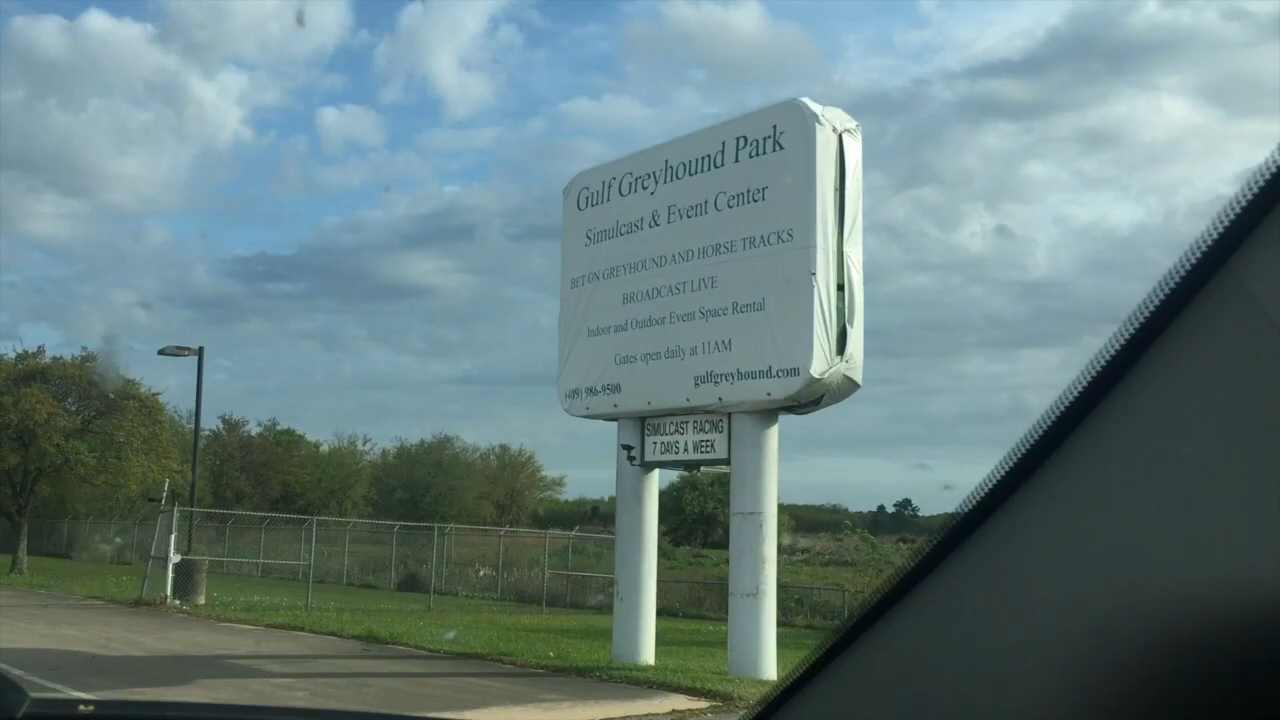 Gulf Greyhound Park
Simulcast & Event Center
BET ON GREYHOUND AND HORSE TRACKS
BROADCAST LIVE
Indoor and Outdoor Event Space Rental
Gates open daily at 11AM
(409) 986-9500
gulfgreyhound.com
SIMULCAST RACING
7 DAYS A WEEK